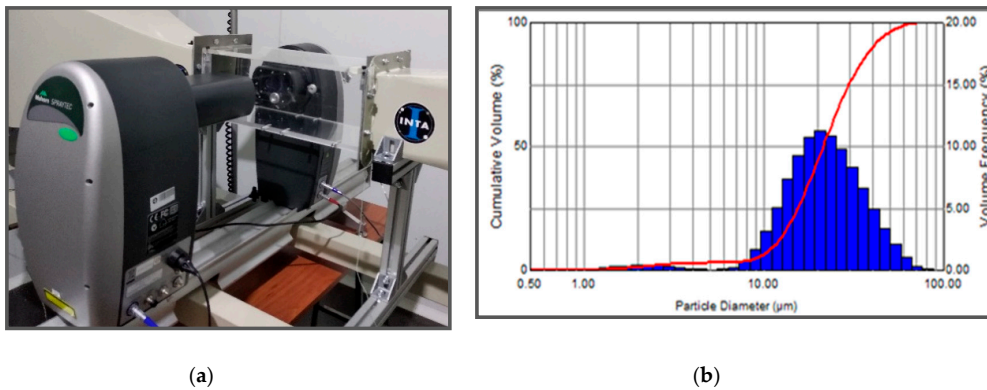 Malvern SPRAYTEC
INTA
Cumulative Volume (%)
100
50
0
0.50
1.00
10.00
100.00
Particle Diameter (µm)
20.00
15.00
10.00
5.00
0.00
Volume Frequency (%)
(a)
(b)